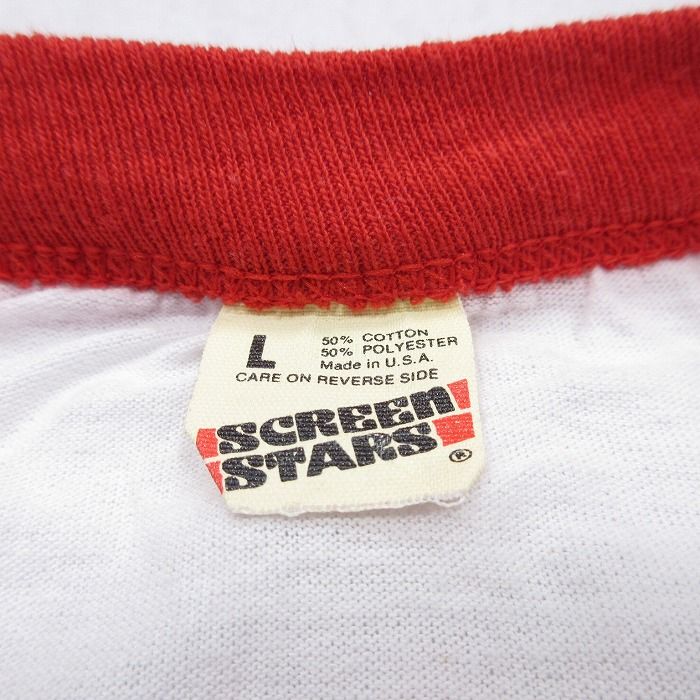 L
50% COTTON
50% POLYESTER
Made in U.S.A.
CARE ON REVERSE SIDE
SCREEN
STARS
®